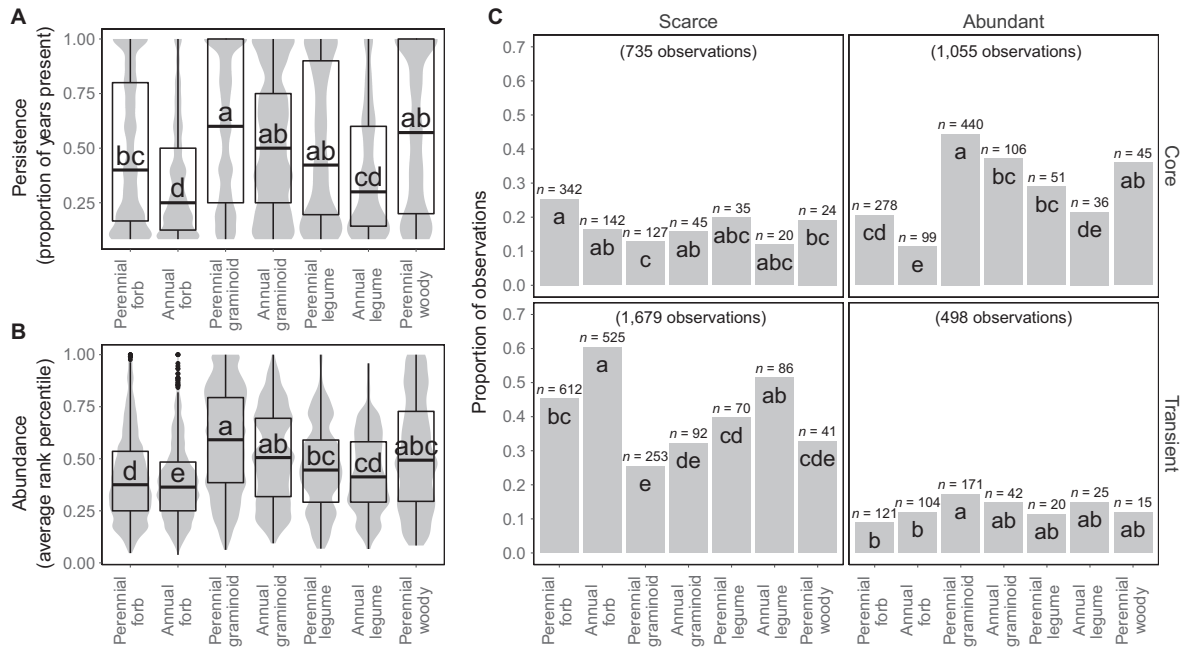 A
Persistence
(proportion of years present)
1.00
0.75
0.50
0.25
bc
d
a
ab
ab
cd
ab
Perennial
forb
Annual
forb
Perennial
graminoid
Annual
graminoid
Perennial
legume
Annual
legume
Perennial
woody
B
Abundance
(average rank percentile)
1.00
0.75
0.50
0.25
0.00
d
e
a
ab
bc
cd
abc
Perennial
forb
Annual
forb
Perennial
graminoid
Annual
graminoid
Perennial
legume
Annual
legume
Perennial
woody
C
Proportion of observations
Scarce
Abundant
Core
Transient
0.7
0.6
0.5
0.4
0.3
0.2
0.1
0.0
(735 observations)
n = 342
a
n = 142
ab
n = 127
c
n = 45
ab
n = 35
abc
n = 20
abc
n = 24
bc
(1,055 observations)
n = 278
cd
n = 99
e
n = 440
a
n = 106
bc
n = 51
bc
n = 36
de
n = 45
ab
0.7
0.6
0.5
0.4
0.3
0.2
0.1
0.0
(1,679 observations)
n = 612
bc
n = 525
a
n = 253
e
n = 92
de
n = 70
cd
n = 86
ab
n = 41
cde
(498 observations)
n = 121
b
n = 104
b
n = 171
a
n = 42
ab
n = 20
ab
n = 25
ab
n = 15
ab
Perennial
forb
Annual
forb
Perennial
graminoid
Annual
graminoid
Perennial
legume
Annual
legume
Perennial
woody
Perennial
forb
Annual
forb
Perennial
graminoid
Annual
graminoid
Perennial
legume
Annual
legume
Perennial
woody